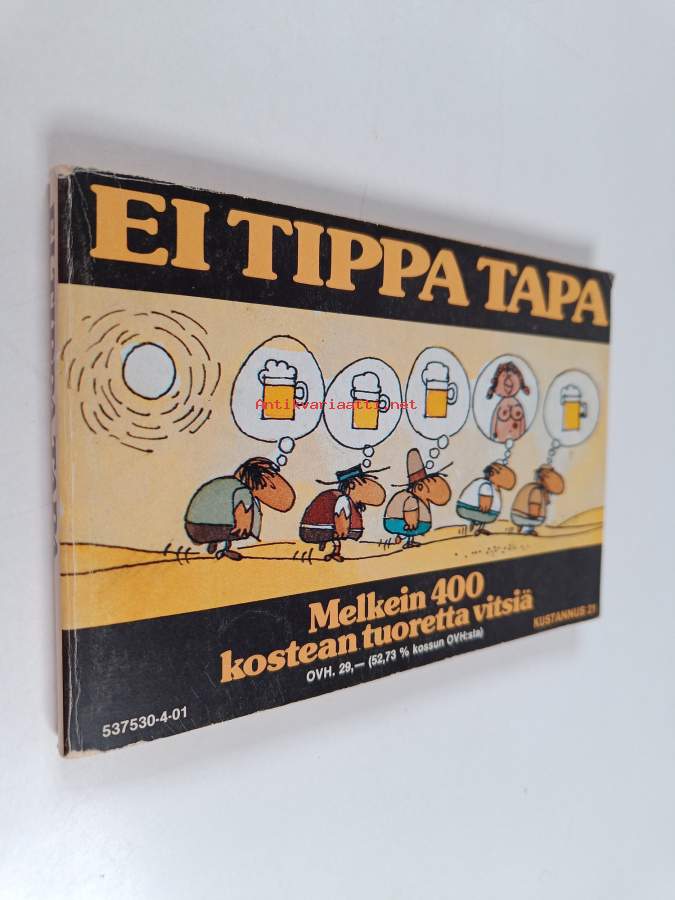 EI TIPPA TAPA
Antikvariaatti.net
Melkein 400
kostean tuoretta vitsiä
OVH. 29,— (52,73 % kossun OVH:sta)
KUSTANNUS 21
537530-4-01